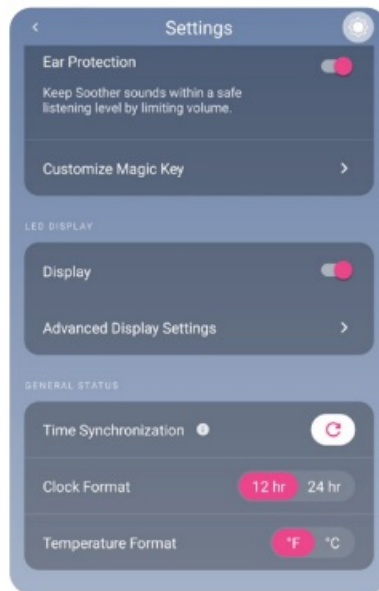 Settings
Ear Protection
Keep Soother sounds within a safe
listening level by limiting volume.
Customize Magic Key
LED DISPLAY
Display
Advanced Display Settings
GENERAL STATUS
Time Synchronization
Clock Format 12 hr 24 hr
Temperature Format °F °C